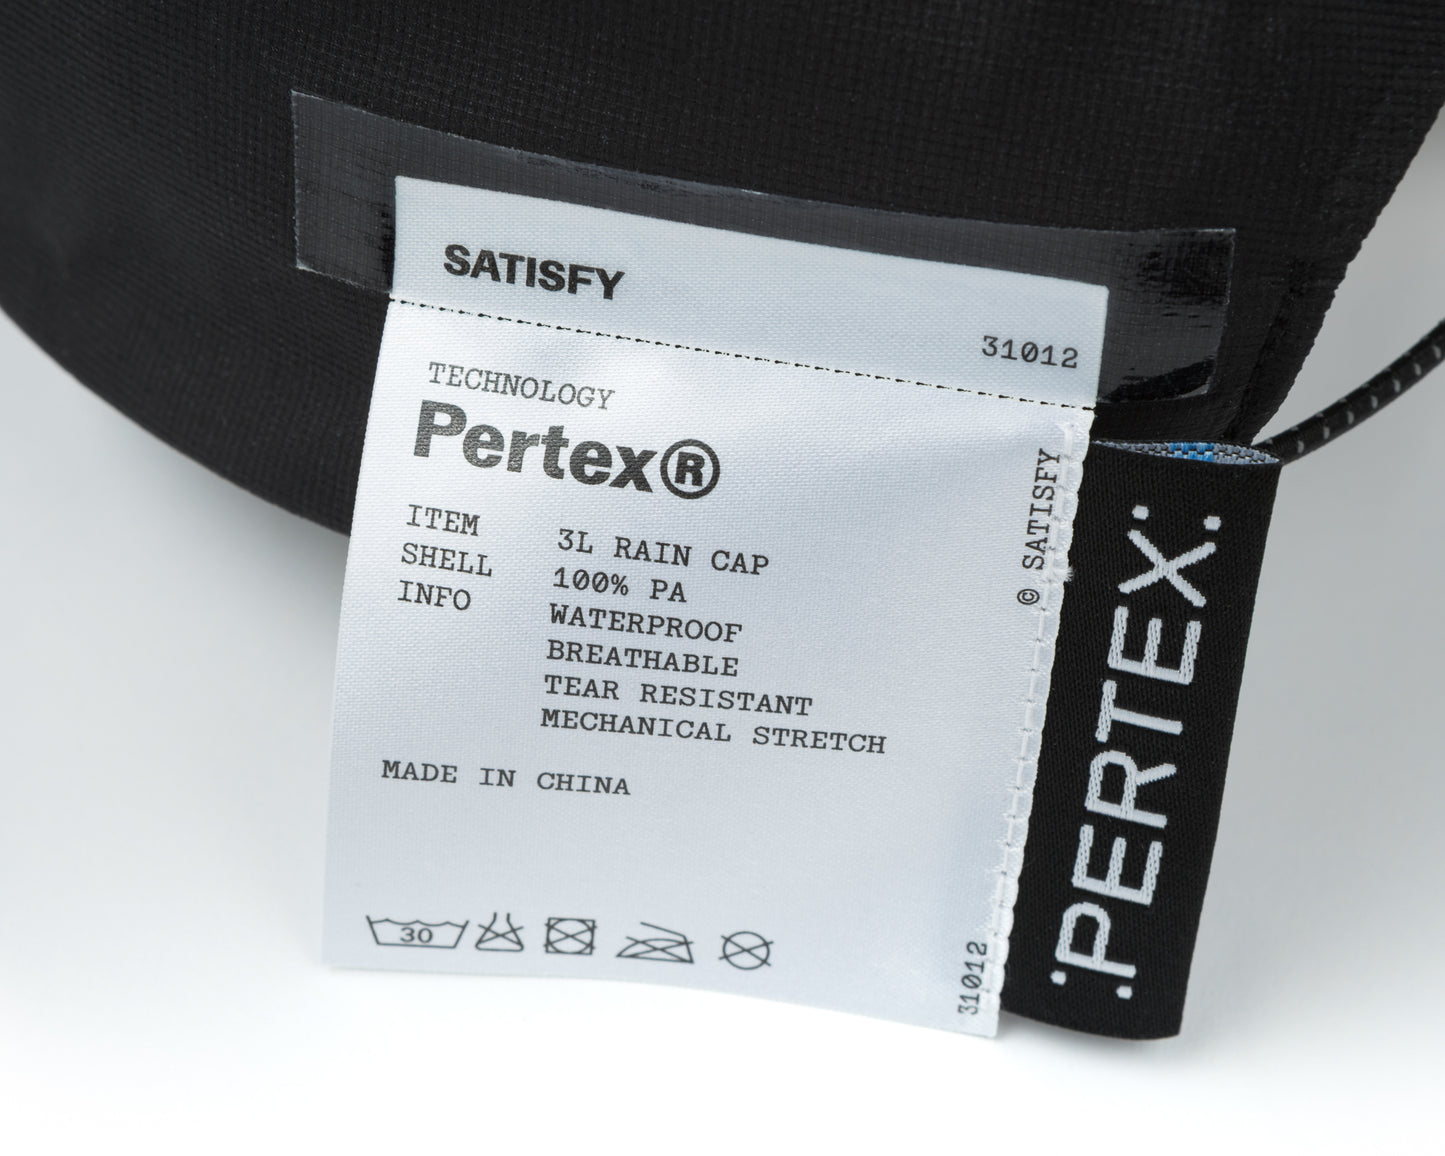 SATISFY
31012
TECHNOLOGY
Pertex®
ITEM 3L RAIN CAP
SHELL 100% PA
INFO WATERPROOF
BREATHABLE
TEAR RESISTANT
MECHANICAL STRETCH
MADE IN CHINA
30
© SATISFY
31012
:PERTEX: